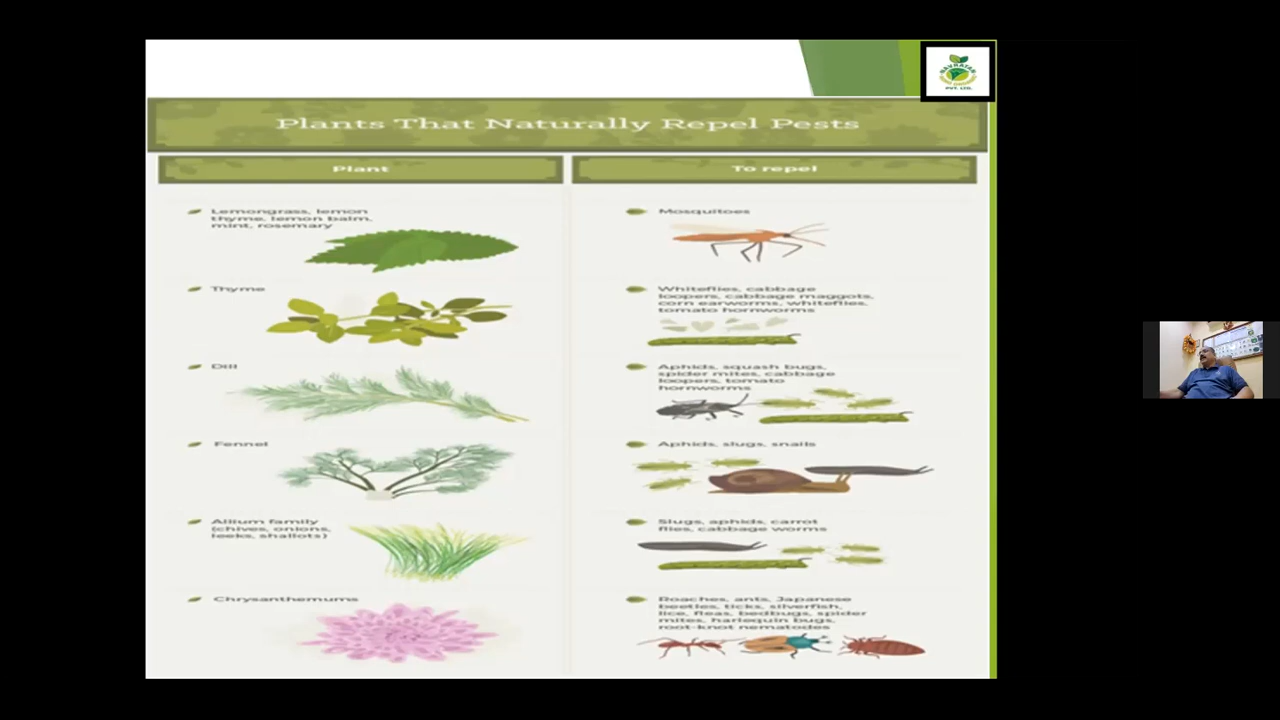 Plants That Naturally Repel Pests
Plant
To repel
Lemongrass, lemon
thyme, lemon balm,
mint, rosemary
Mosquitoes
Thyme
Whiteflies, cabbage
loopers, cabbage maggots,
corn earworms, whiteflies,
tomato hornworms
Dill
Aphids, squash bugs,
spider mites, cabbage
loopers, tomato
hornworms
Fennel
Aphids, slugs, snails
Allium family
(chives, onions,
leeks, shallots)
Slugs, aphids, carrot
flies, cabbage worms
Chrysanthemums
Roaches, ants, Japanese
beetles, ticks, silverfish,
lice, fleas, bedbugs, spider
mites, harlequin bugs,
root-knot nematodes
PVT. LTD.